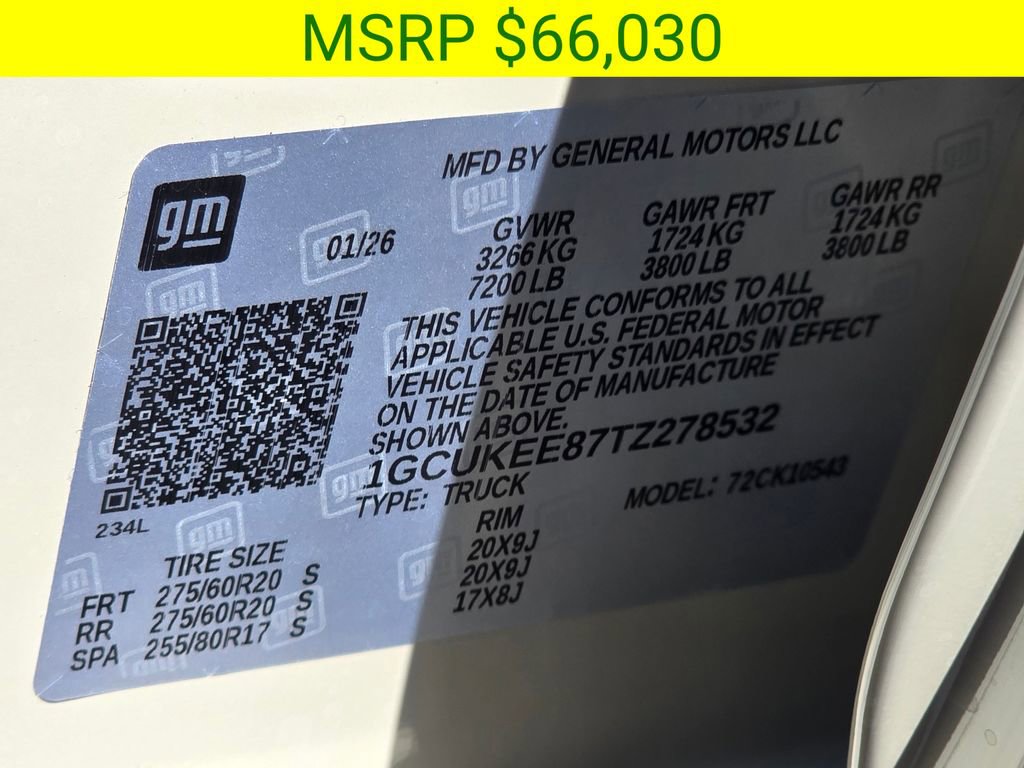 MSRP $66,030
MFD BY GENERAL MOTORS LLC
gm
01/26
GVWR GAWR FRT GAWR RR
3266 KG 1724 KG 1724 KG
7200 LB 3800 LB 3800 LB
THIS VEHICLE CONFORMS TO ALL
APPLICABLE U.S. FEDERAL MOTOR
VEHICLE SAFETY STANDARDS IN EFFECT
ON THE DATE OF MANUFACTURE
SHOWN ABOVE.
1GCUKEE87TZ278532
TYPE: TRUCK MODEL: 72CK10543
234L
TIRE SIZE RIM
FRT 275/60R20 S 20X9J
RR 275/60R20 S 20X9J
SPA 255/80R17 S 17X8J